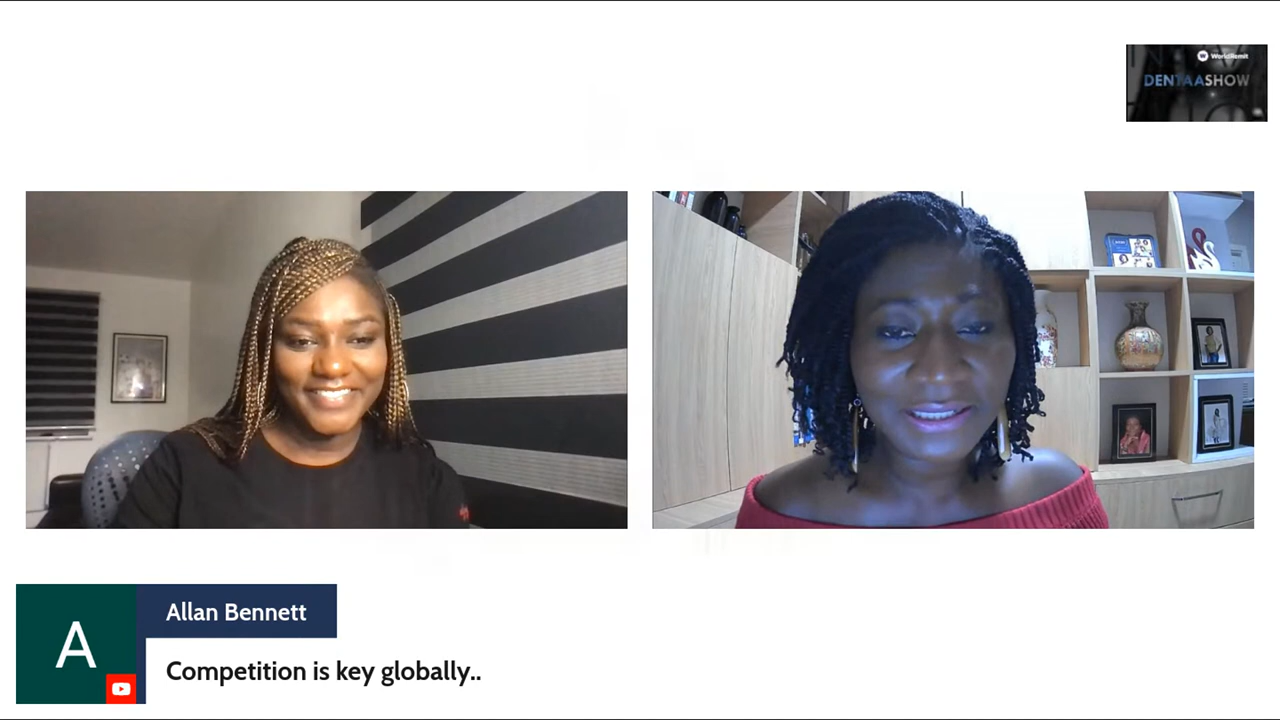 WorldRemit
DENTAASHOW
Allan Bennett
A
Competition is key globally..